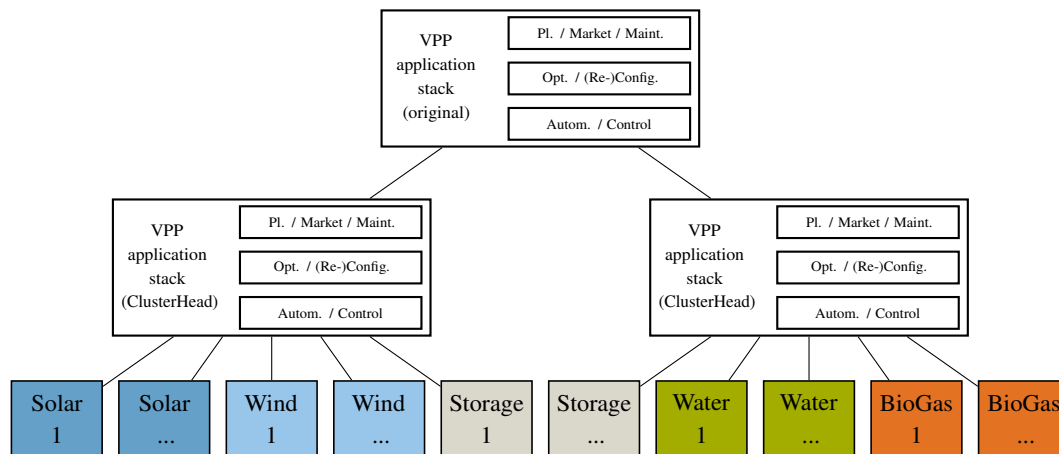 VPP
application
stack
(original)
Pl. / Market / Maint.
Opt. / (Re-)Config.
Autom. / Control
VPP
application
stack
(ClusterHead)
Pl. / Market / Maint.
Opt. / (Re-)Config.
Autom. / Control
VPP
application
stack
(ClusterHead)
Pl. / Market / Maint.
Opt. / (Re-)Config.
Autom. / Control
Solar
1
Solar
...
Wind
1
Wind
...
Storage
1
Storage
...
Water
1
Water
...
BioGas
1
BioGas
...